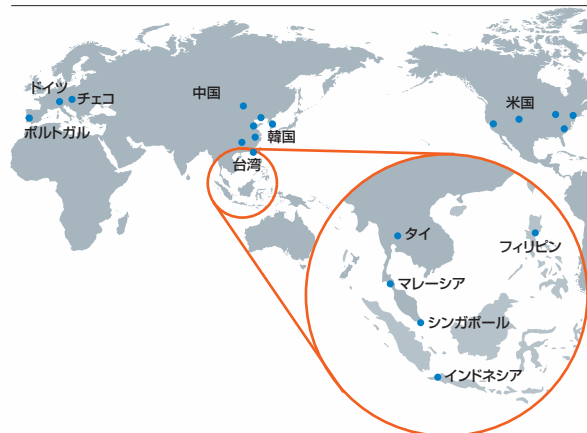 ドイツ
チェコ
ポルトガル
中国
韓国
台湾
米国
タイ
フィリピン
マレーシア
シンガポール
インドネシア